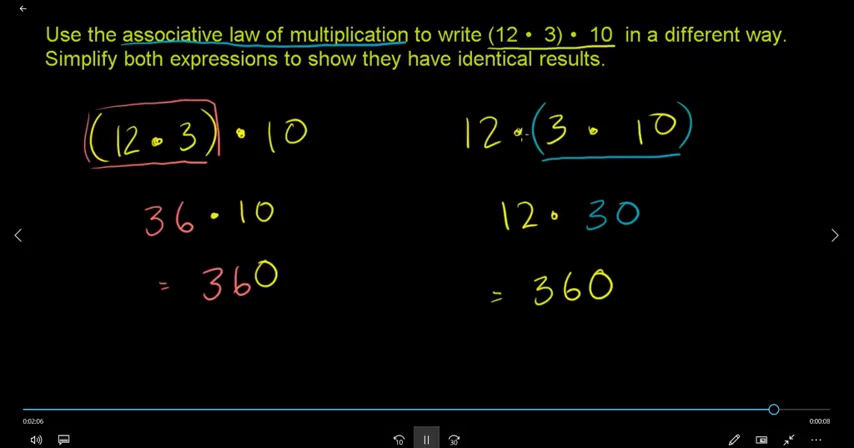 Use the associative law of multiplication to write (12 • 3) • 10 in a different way.
Simplify both expressions to show they have identical results.
(12 • 3) • 10
12 • (3 • 10)
36 • 10
12 • 30
= 360
= 360
0:02:06
0:00:08
10
30